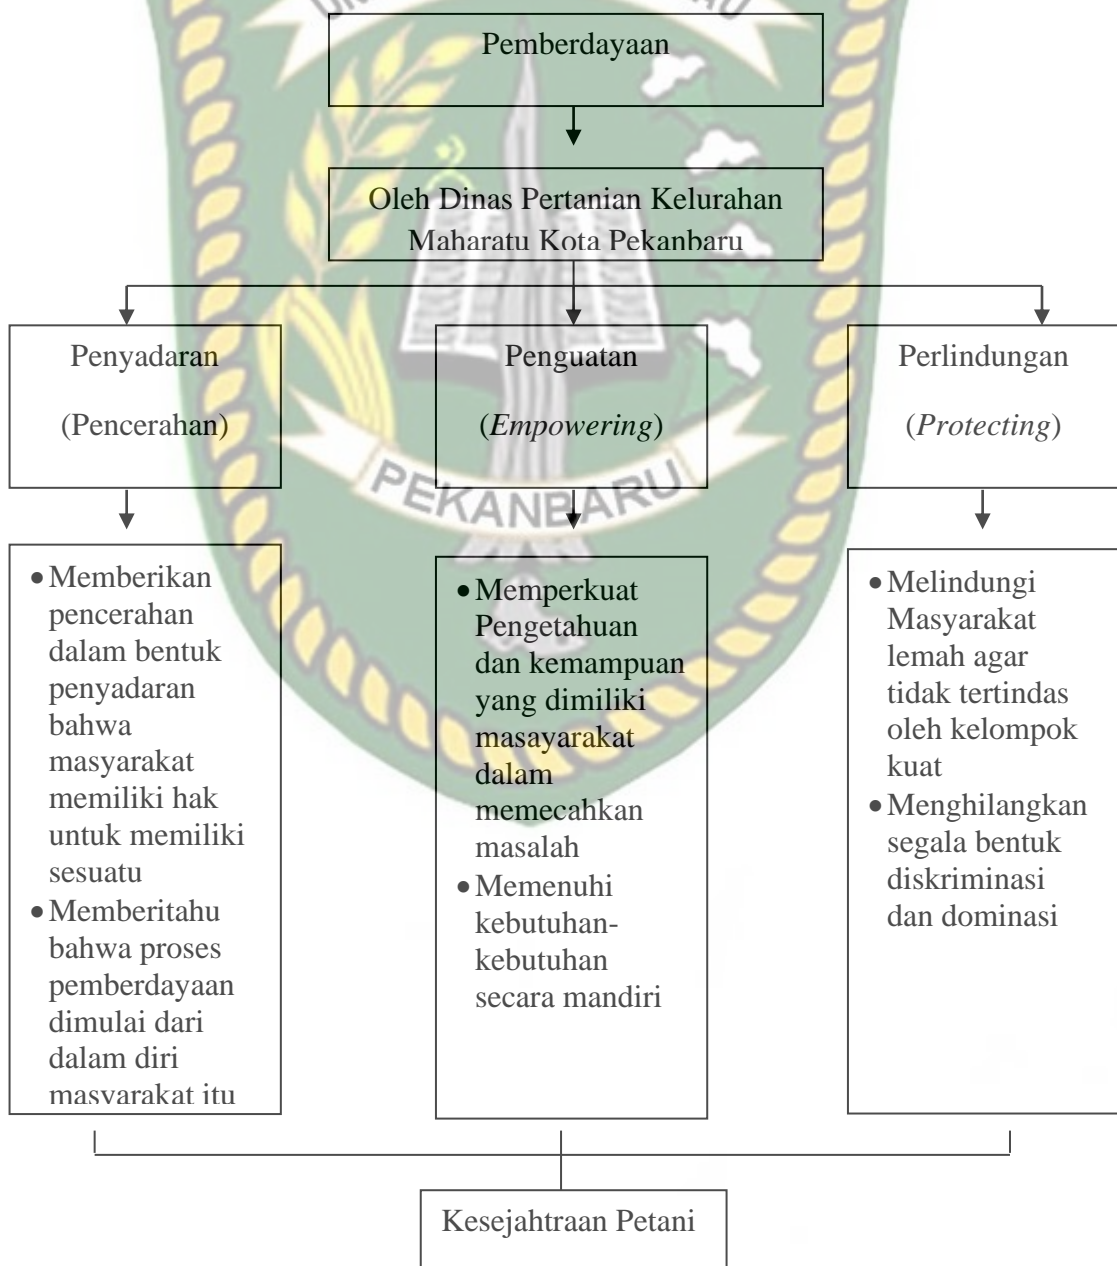 Pemberdayaan
Oleh Dinas Pertanian Kelurahan
Maharatu Kota Pekanbaru
Penyadaran
(Pencerahan)
Penguatan
(Empowering)
Perlindungan
(Protecting)
PEKANBARU
• Memberikan
pencerahan
dalam bentuk
penyadaran
bahwa
masyarakat
memiliki hak
untuk memiliki
sesuatu
• Memberitahu
bahwa proses
pemberdayaan
dimulai dari
dalam diri
masyarakat itu
• Memperkuat
Pengetahuan
dan kemampuan
yang dimiliki
masayarakat
dalam
memecahkan
masalah
• Memenuhi
kebutuhan-
kebutuhan
secara mandiri
• Melindungi
Masyarakat
lemah agar
tidak tertindas
oleh kelompok
kuat
• Menghilangkan
segala bentuk
diskriminasi
dan dominasi
Kesejahtraan Petani